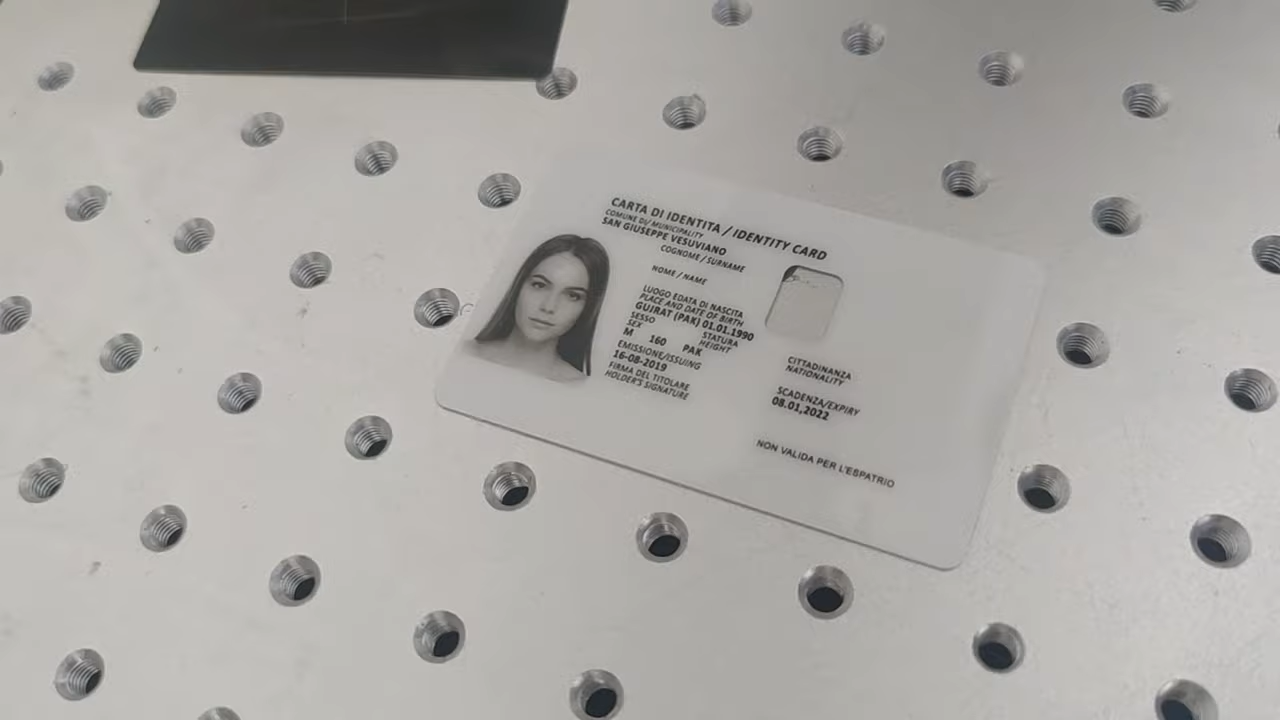 CARTA DI IDENTITA / IDENTITY CARD
COMUNE DI/ MUNICIPALITY
SAN GIUSEPPE VESUVIANO
COGNOME / SURNAME
NOME / NAME
LUOGO EDATA DI NASCITA
PLACE AND DATE OF BIRTH
GUIRAT (PAK) 01.01.1990
SESSO
SEX
STATURA
HEIGHT
M 160 PAK
EMISSIONE/ISSUING
16-08-2019
FIRMA DEL TITOLARE
HOLDER'S SIGNATURE
CITTADINANZA
NATIONALITY
SCADENZA/EXPIRY
08.01,2022
NON VALIDA PER L'ESPATRIO